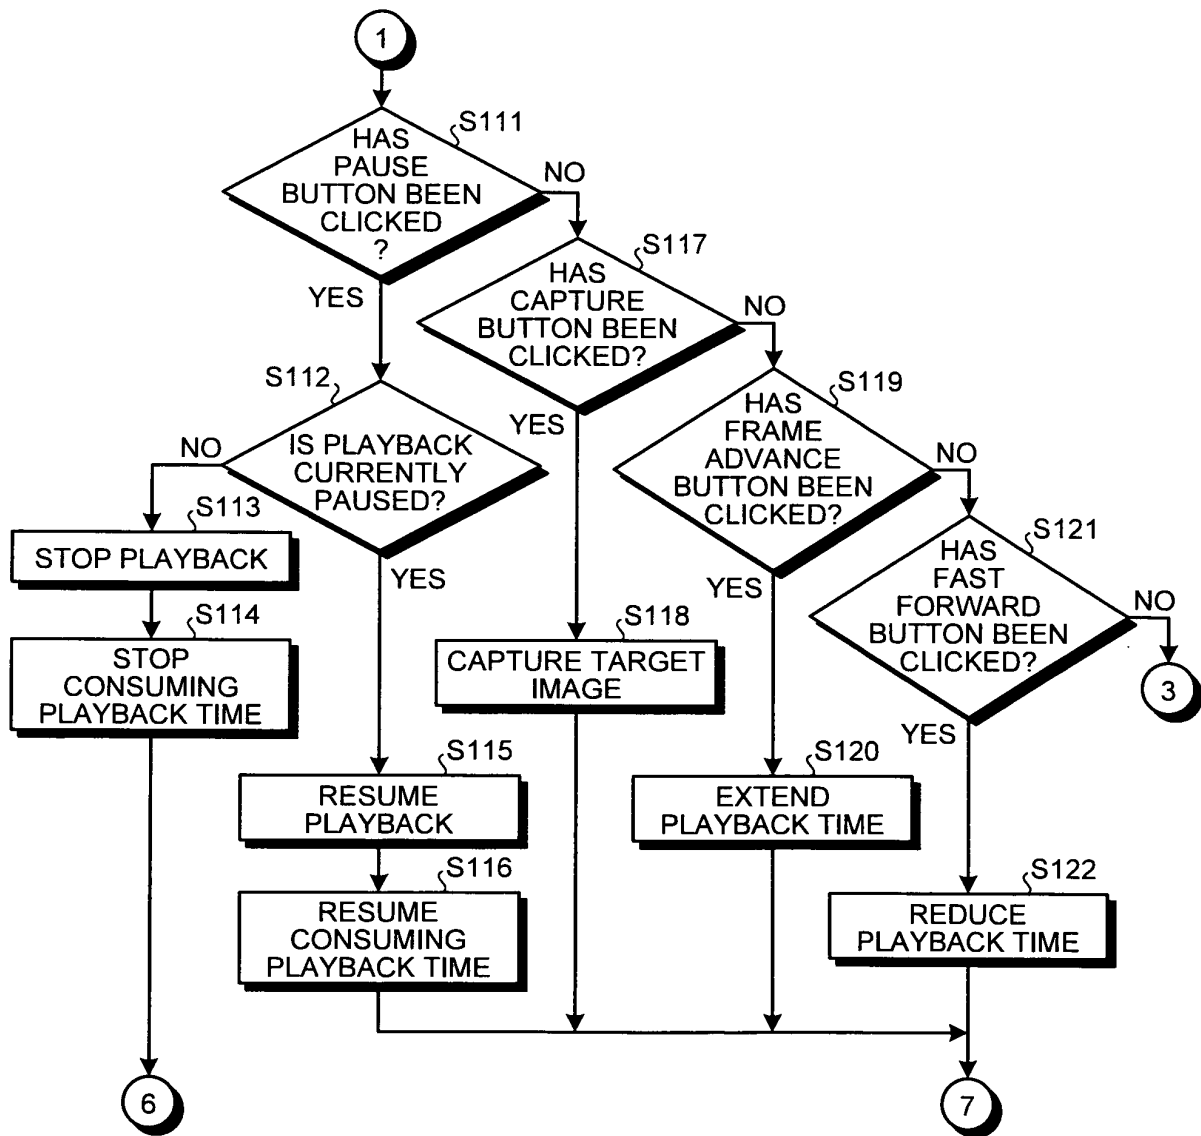 1
S111
HAS
PAUSE
BUTTON BEEN
CLICKED
?
NO
YES
S117
HAS
CAPTURE
BUTTON BEEN
CLICKED?
NO
YES
S112
IS PLAYBACK
CURRENTLY
PAUSED?
NO
YES
S119
HAS
FRAME
ADVANCE
BUTTON BEEN
CLICKED?
NO
YES
S113
STOP PLAYBACK
S114
STOP
CONSUMING
PLAYBACK TIME
S121
HAS
FAST
FORWARD
BUTTON BEEN
CLICKED?
NO
YES
3
S118
CAPTURE TARGET
IMAGE
S115
RESUME
PLAYBACK
S120
EXTEND
PLAYBACK TIME
S116
RESUME
CONSUMING
PLAYBACK TIME
S122
REDUCE
PLAYBACK TIME
6
7